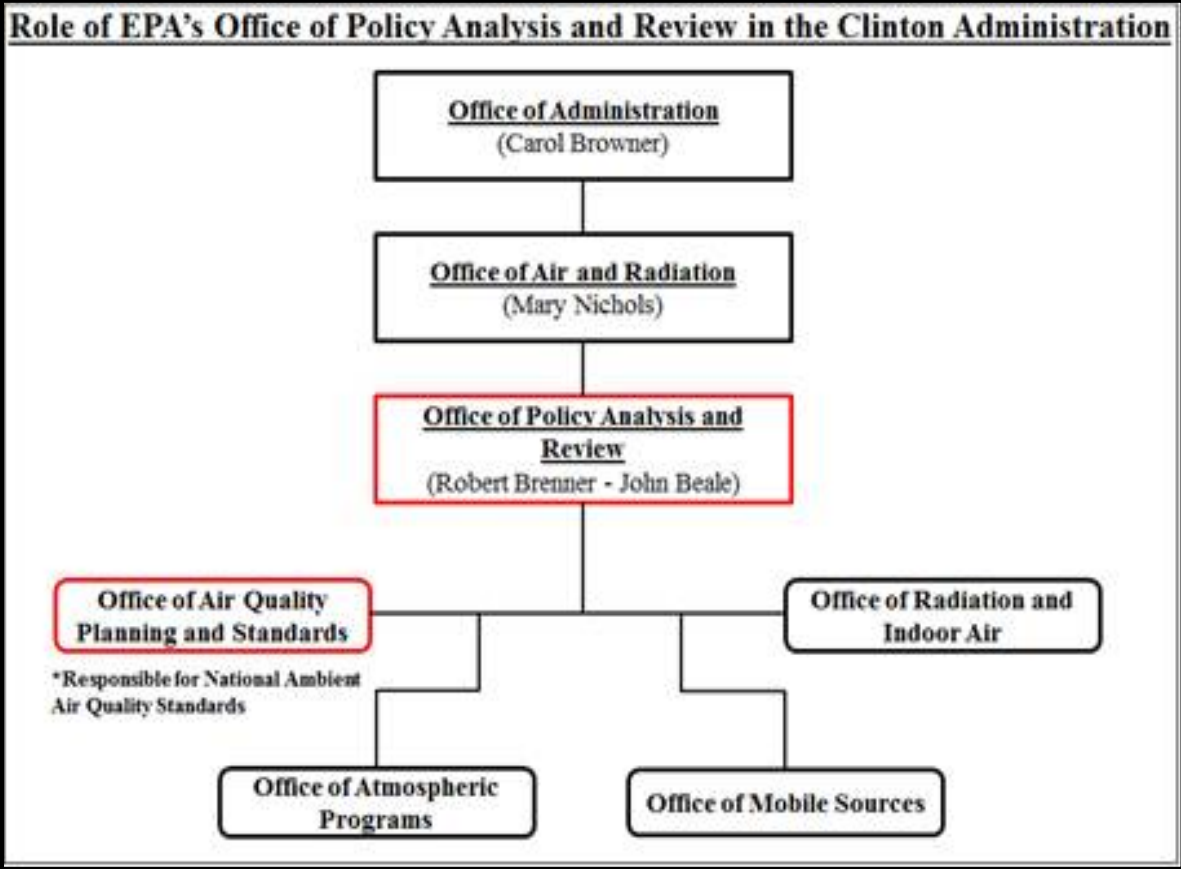 Role of EPA's Office of Policy Analysis and Review in the Clinton Administration
Office of Administration
(Carol Browner)
Office of Air and Radiation
(Mary Nichols)
Office of Policy Analysis and
Review
(Robert Brenner - John Beale)
Office of Air Quality
Planning and Standards
*Responsible for National Ambient
Air Quality Standards
Office of Radiation and
Indoor Air
Office of Atmospheric
Programs
Office of Mobile Sources